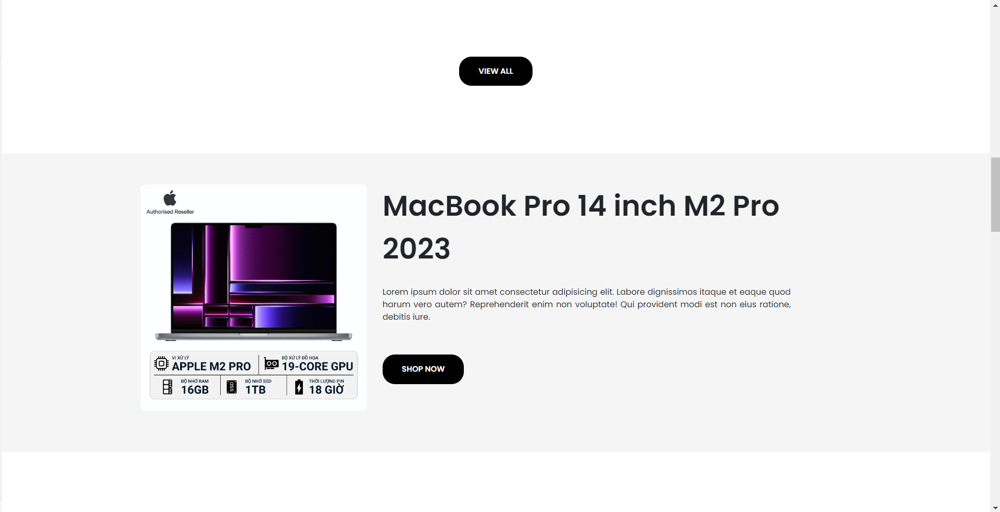 VIEW ALL
Authorised Reseller
VI XỬ LÝ
APPLE M2 PRO
BỘ XỬ LÝ ĐỒ HỌA
19-CORE GPU
BỘ NHỚ RAM
16GB
SSD
BỘ NHỚ SSD
1TB
THỜI LƯỢNG PIN
18 GIỜ
MacBook Pro 14 inch M2 Pro
2023
Lorem ipsum dolor sit amet consectetur adipisicing elit. Labore dignissimos itaque et eaque quod
harum vero autem? Reprehenderit enim non voluptate! Qui provident modi est non eius ratione,
debitis iure.
SHOP NOW